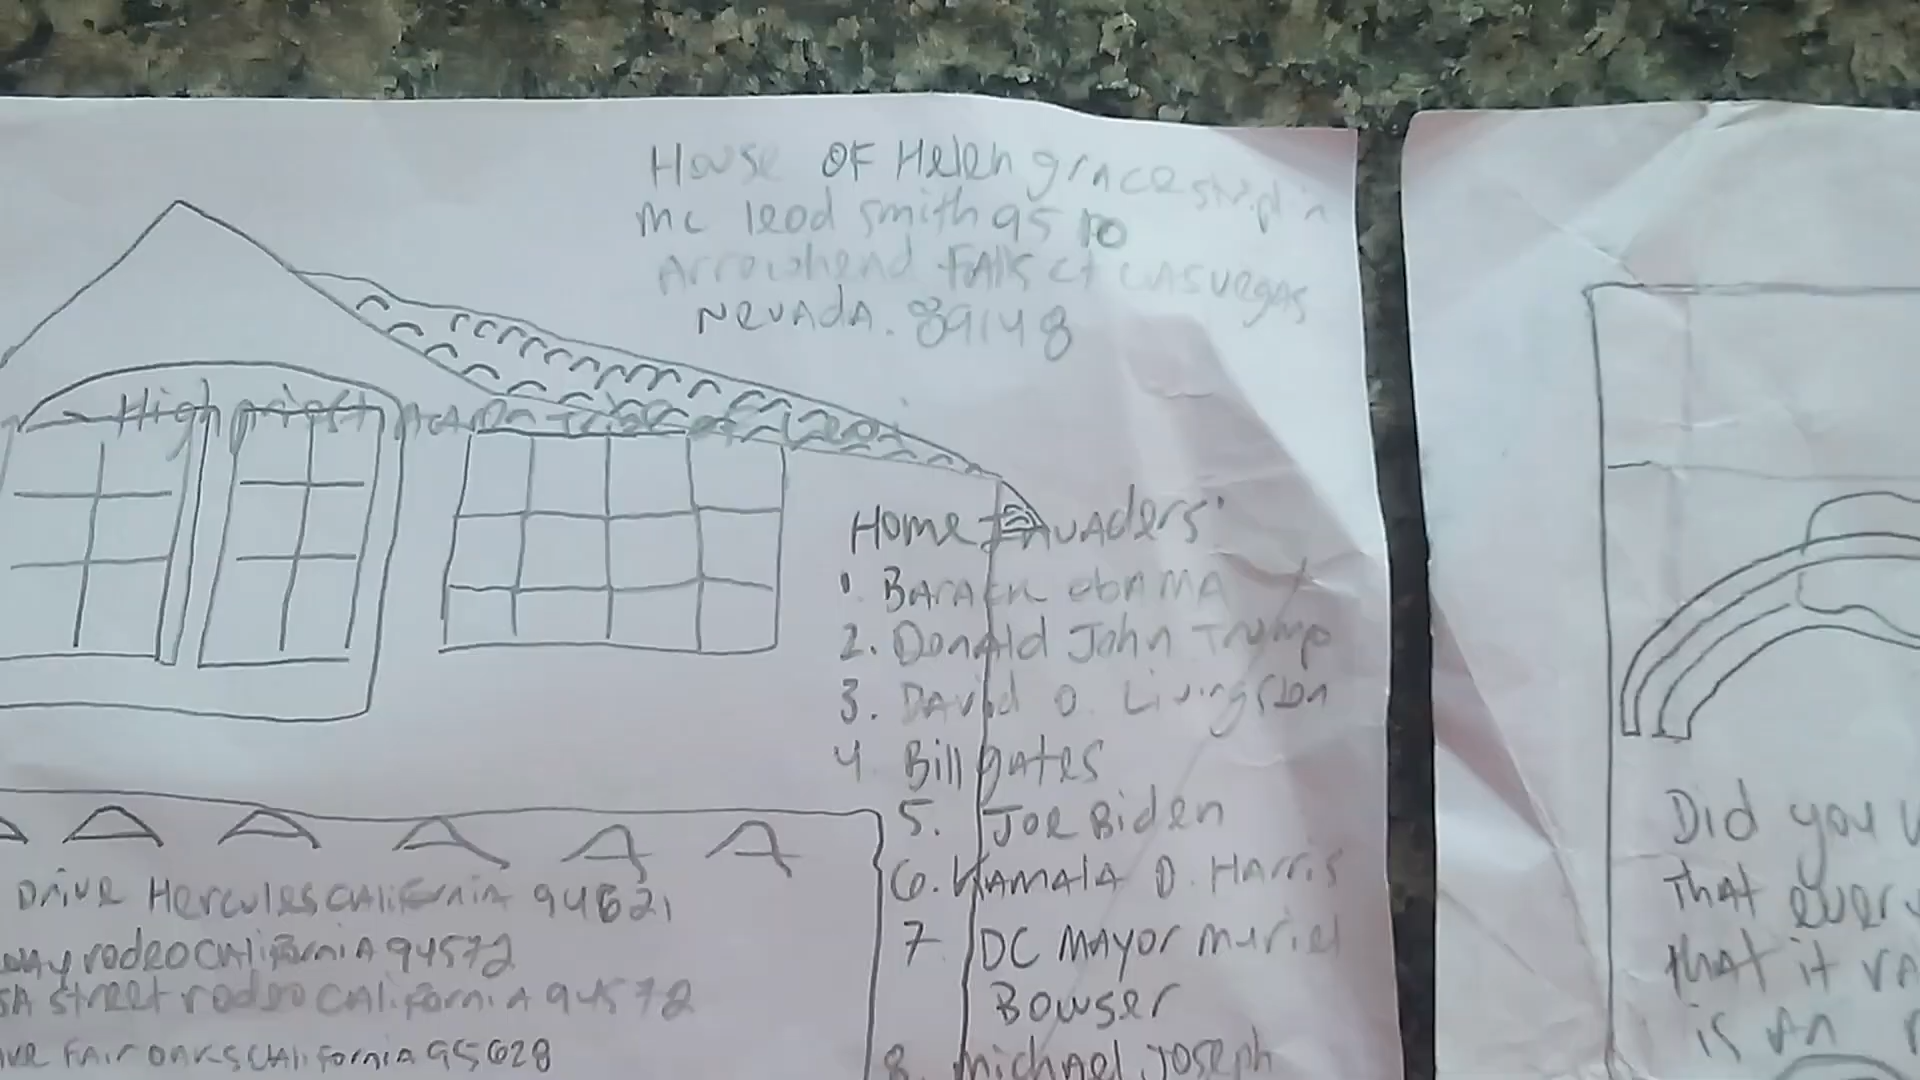 House OF Helen grace
Mc leod smith 9510
Arrowhead Falls ct Las vegas
Nevada. 89148
High priest
Home Invaders
1. Barack obama
2. Donald John Trump
3. David O. Livingston
4 Bill gates
5. Joe Biden
6. Kamala D. Harris
7 DC MAYOR Muriel
Bowser
8. Michael Joseph
Drive Hercules California
rodeo California 94572
street rodeo California 94572
Fair oaks California 95628
Did you
that every
that it
is an